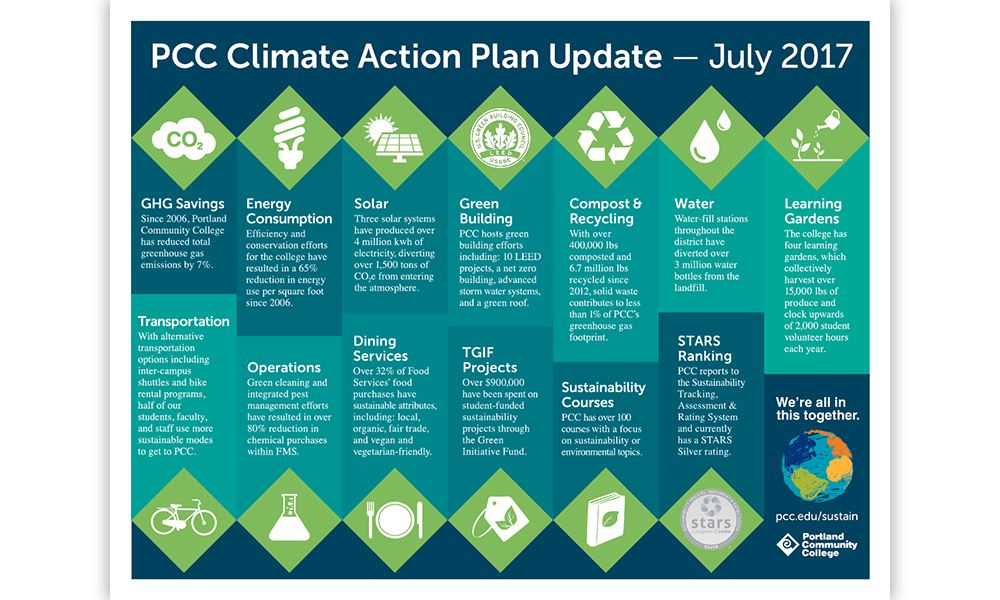 PCC Climate Action Plan Update — July 2017
CO2
GHG Savings
Since 2006, Portland
Community College
has reduced total
greenhouse gas
emissions by 7%.
Energy
Consumption
Efficiency and
conservation efforts
for the college have
resulted in a 65%
reduction in energy
use per square foot
since 2006.
Solar
Three solar systems
have produced over
4 million kwh of
electricity, diverting
over 1,500 tons of
CO2e from entering
the atmosphere.
U.S. GREEN BUILDING COUNCIL
LEED
USGBC
Green
Building
PCC hosts green
building efforts
including: 10 LEED
projects, a net zero
building, advanced
storm water systems,
and a green roof.
Compost &
Recycling
With over
400,000 lbs
composted and
6.7 million lbs
recycled since
2012, solid waste
contributes to less
than 1% of PCC's
greenhouse gas
footprint.
Water
Water-fill stations
throughout the
district have
diverted over
3 million water
bottles from the
landfill.
Learning
Gardens
The college has
four learning
gardens, which
collectively
harvest over
15,000 lbs of
produce and
clock upwards
of 2,000 student
volunteer hours
each year.
Transportation
With alternative
transportation
options including
inter-campus
shuttles and bike
rental programs,
half of our
students, faculty,
and staff use more
sustainable modes
to get to PCC.
Operations
Green cleaning and
integrated pest
management efforts
have resulted in over
80% reduction in
chemical purchases
within FMS.
Dining
Services
Over 32% of Food
Services' food
purchases have
sustainable attributes,
including: local,
organic, fair trade,
and vegan and
vegetarian-friendly.
TGIF
Projects
Over $900,000
have been spent on
student-funded
sustainability
projects through
the Green
Initiative Fund.
Sustainability
Courses
PCC has over 100
courses with a focus
on sustainability or
environmental topics.
STARS
Ranking
PCC reports to
the Sustainability
Tracking,
Assessment &
Rating System
and currently
has a STARS
Silver rating.
stars
a program of aashe
SILVER
We're all in
this together.
pcc.edu/sustain
Portland
Community
College